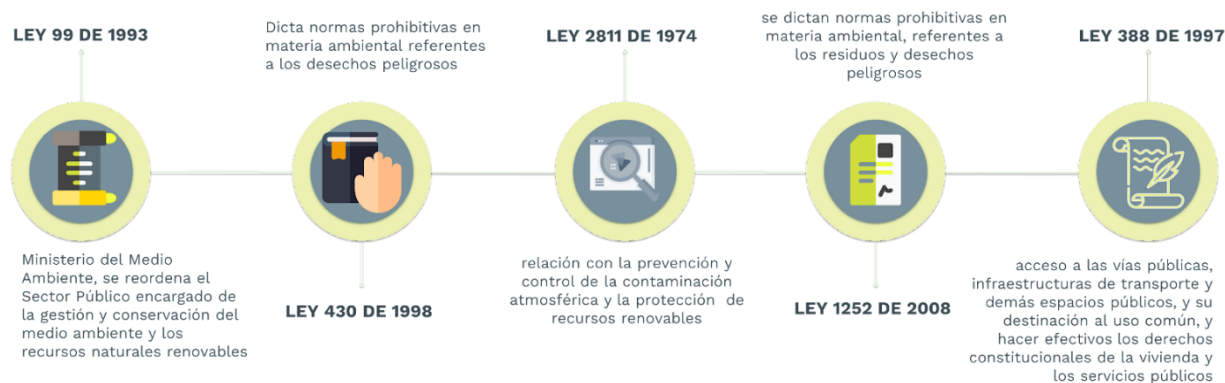 LEY 99 DE 1993
Ministerio del Medio
Ambiente, se reordena el
Sector Público encargado de
la gestión y conservación del
medio ambiente y los
recursos naturales renovables
Dicta normas prohibitivas en
materia ambiental referentes
a los desechos peligrosos
LEY 430 DE 1998
LEY 2811 DE 1974
relación con la prevención y
control de la contaminación
atmosférica y la protección de
recursos renovables
se dictan normas prohibitivas en
materia ambiental, referentes a
los residuos y desechos
peligrosos
LEY 1252 DE 2008
LEY 388 DE 1997
acceso a las vías públicas,
infraestructuras de transporte y
demás espacios públicos, y su
destinación al uso común, y
hacer efectivos los derechos
constitucionales de la vivienda y
los servicios públicos